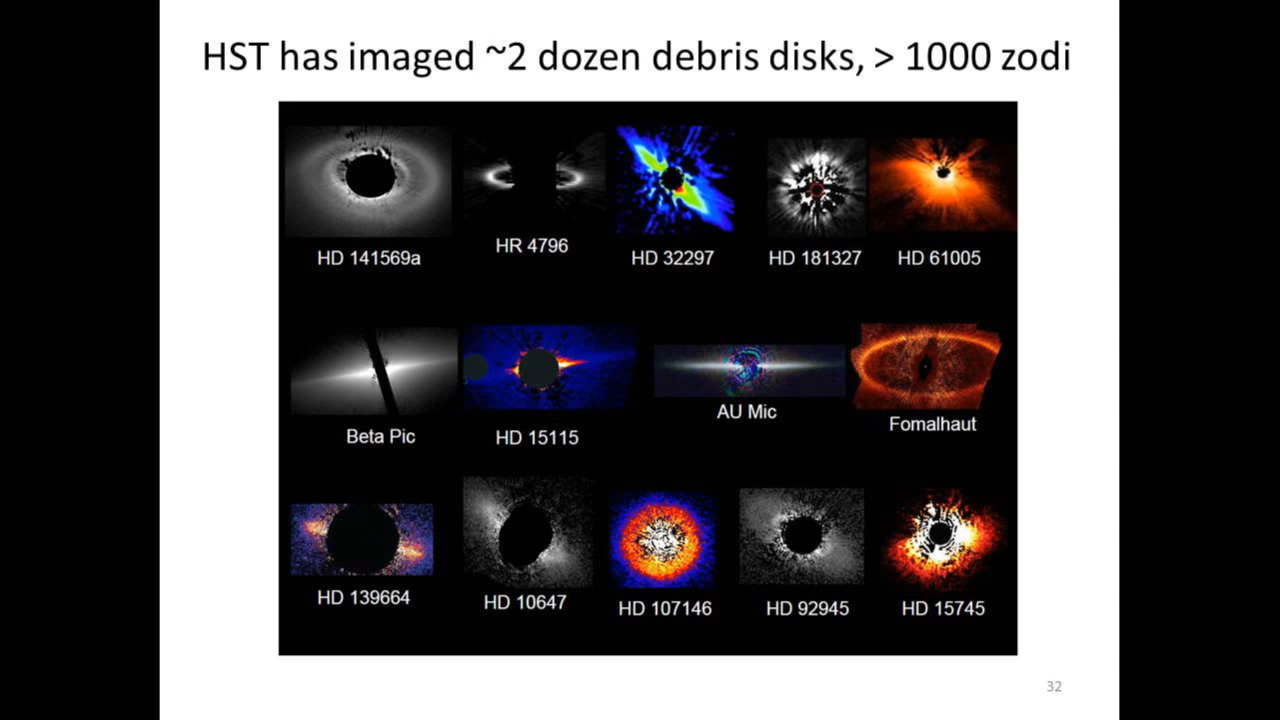 HST has imaged ~2 dozen debris disks, > 1000 zodi
HD 141569a
HR 4796
HD 32297
HD 181327
HD 61005
Beta Pic
HD 15115
AU Mic
Fomalhaut
HD 139664
HD 10647
HD 107146
HD 92945
HD 15745
32